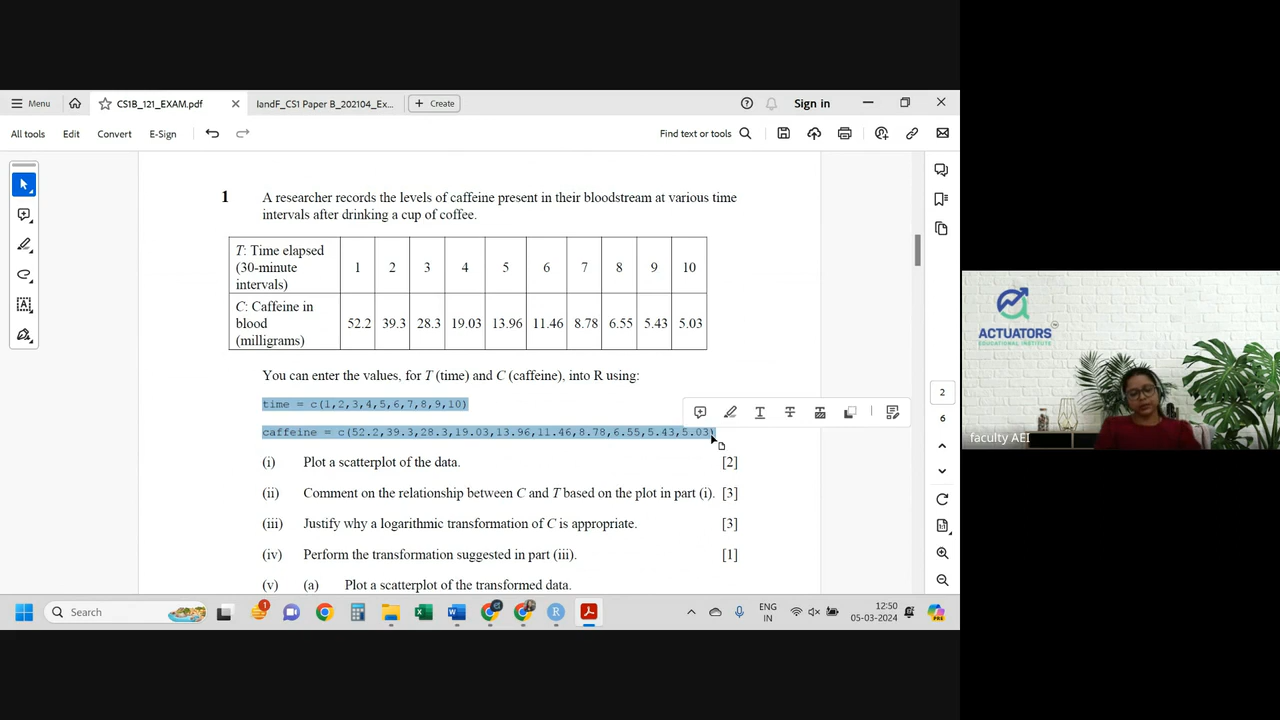 Menu
CS1B_121_EXAM.pdf
IandF_CS1 Paper B_202104_Ex...
Create
Sign in
All tools
Edit
Convert
E-Sign
Find text or tools
1 A researcher records the levels of caffeine present in their bloodstream at various time
intervals after drinking a cup of coffee.
T: Time elapsed
(30-minute
intervals)
1 2 3 4 5 6 7 8 9 10
C: Caffeine in
blood
(milligrams)
52.2 39.3 28.3 19.03 13.96 11.46 8.78 6.55 5.43 5.03
You can enter the values, for T (time) and C (caffeine), into R using:
time = c(1,2,3,4,5,6,7,8,9,10)
caffeine = c(52.2,39.3,28.3,19.03,13.96,11.46,8.78,6.55,5.43,5.03)
(i) Plot a scatterplot of the data. [2]
(ii) Comment on the relationship between C and T based on the plot in part (i). [3]
(iii) Justify why a logarithmic transformation of C is appropriate. [3]
(iv) Perform the transformation suggested in part (iii). [1]
(v) (a) Plot a scatterplot of the transformed data.
2
6
ACTUATORS
EDUCATIONAL INSTITUTE
faculty AEI
Search
1
ENG
IN
12:50
05-03-2024